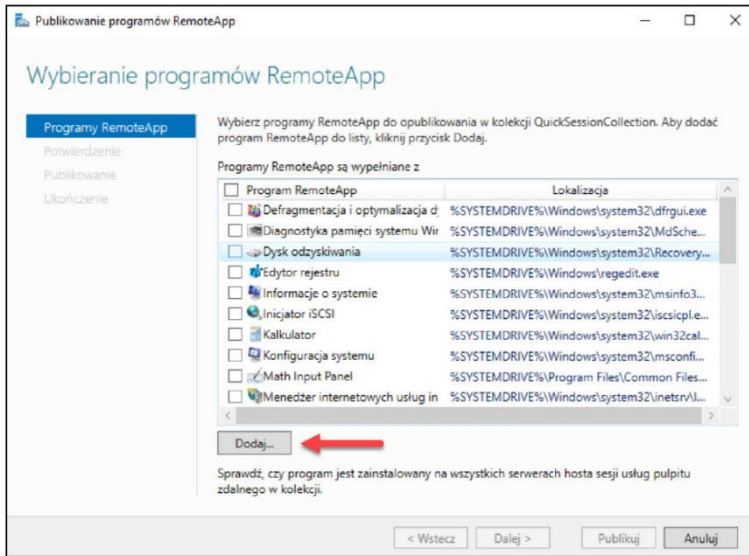 Publikowanie programów RemoteApp
Wybieranie programów RemoteApp
Programy RemoteApp
Potwierdzenie
Publikowanie
Ukończenie
Wybierz programy RemoteApp do opublikowania w kolekcji QuickSessionCollection. Aby dodać
program RemoteApp do listy, kliknij przycisk Dodaj.
Programy RemoteApp są wypełniane z
Program RemoteApp Lokalizacja
Defragmentacja i optymalizacja d %SYSTEMDRIVE%\Windows\system32\dfrgui.exe
Diagnostyka pamięci systemu Wir %SYSTEMDRIVE%\Windows\system32\MdSche...
Dysk odzyskiwania %SYSTEMDRIVE%\Windows\system32\Recovery...
Edytor rejestru %SYSTEMDRIVE%\Windows\regedit.exe
Informacje o systemie %SYSTEMDRIVE%\Windows\system32\msinfo3...
Inicjator iSCSI %SYSTEMDRIVE%\Windows\system32\iscsicpl.e...
Kalkulator %SYSTEMDRIVE%\Windows\system32\win32cal...
Konfiguracja systemu %SYSTEMDRIVE%\Windows\system32\msconfi...
Math Input Panel %SYSTEMDRIVE%\Program Files\Common Files...
Menedżer internetowych usług in %SYSTEMDRIVE%\Windows\system32\inetsrv\I...
Dodaj...
Sprawdź, czy program jest zainstalowany na wszystkich serwerach hosta sesji usług pulpitu
zdalnego w kolekcji.
< Wstecz Dalej > Publikuj Anuluj